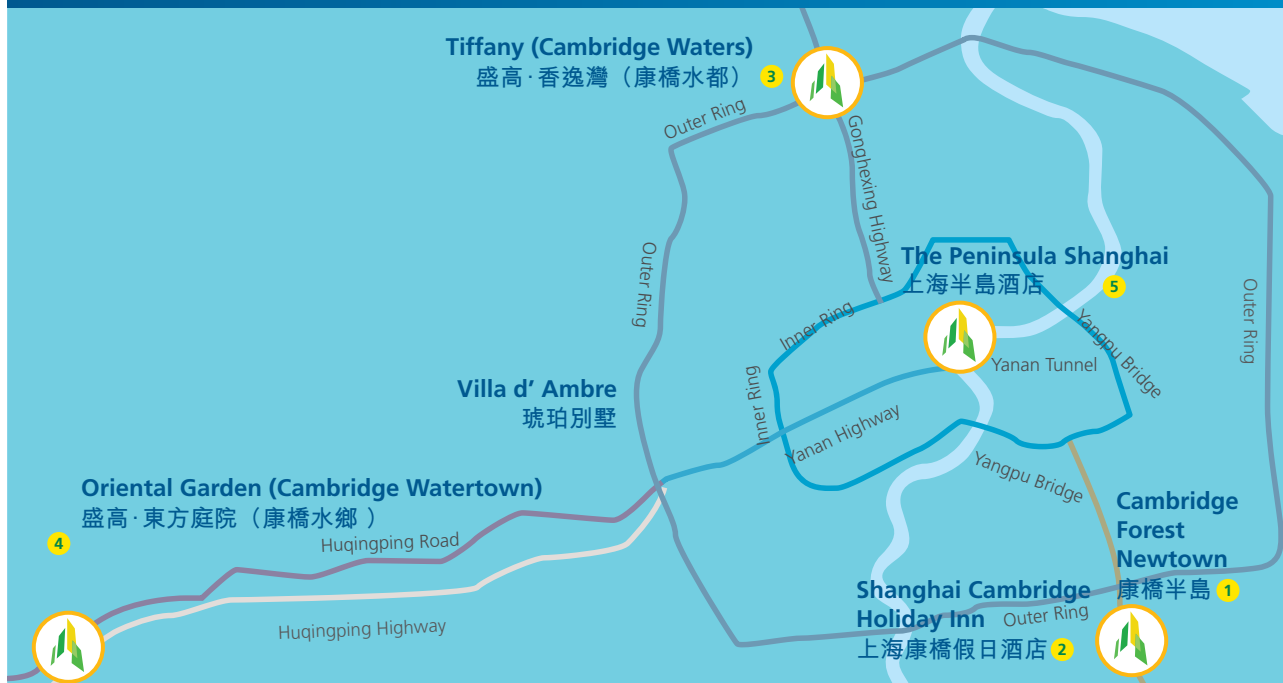 Tiffany (Cambridge Waters)
盛高·香逸灣（康橋水都） 3
Outer Ring
Gonghexing Highway
Outer Ring
The Peninsula Shanghai
上海半島酒店 5
Inner Ring
Yangpu Bridge
Outer Ring
Yanan Tunnel
Villa d’ Ambre
琥珀別墅
Inner Ring
Yanan Highway
Yangpu Bridge
Oriental Garden (Cambridge Watertown)
盛高·東方庭院（康橋水鄉 ）
4
Huqingping Road
Huqingping Highway
Cambridge
Forest
Newtown
康橋半島 1
Shanghai Cambridge
Holiday Inn
上海康橋假日酒店 2
Outer Ring